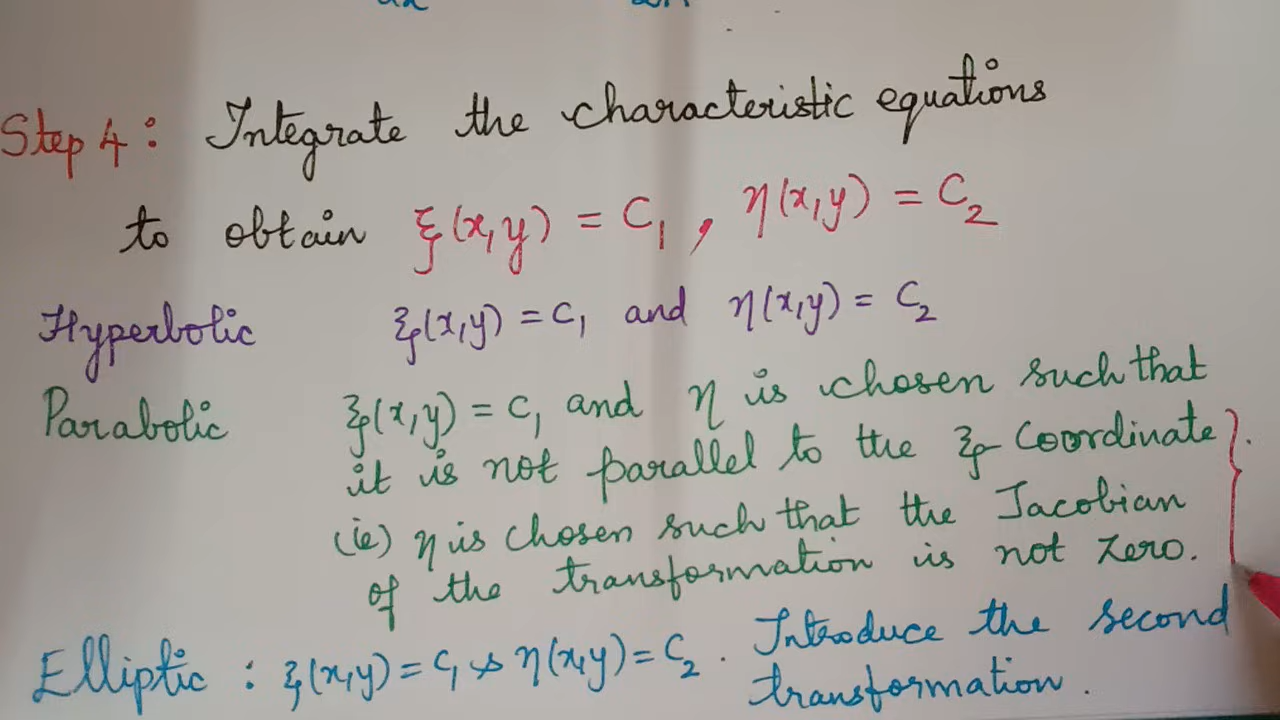 Step 4: Integrate the characteristic equations
to obtain ξ(x,y) = C₁, η(x,y) = C₂
Hyperbolic ξ(x,y) = C₁ and η(x,y) = C₂
Parabolic ξ(x,y) = C₁ and η is chosen such that
it is not parallel to the ξ Coordinate
(ie) η is chosen such that the Jacobian
of the transformation is not zero.
Elliptic : ξ(x,y) = C₁ & η(x,y) = C₂. Introduce the second
transformation.